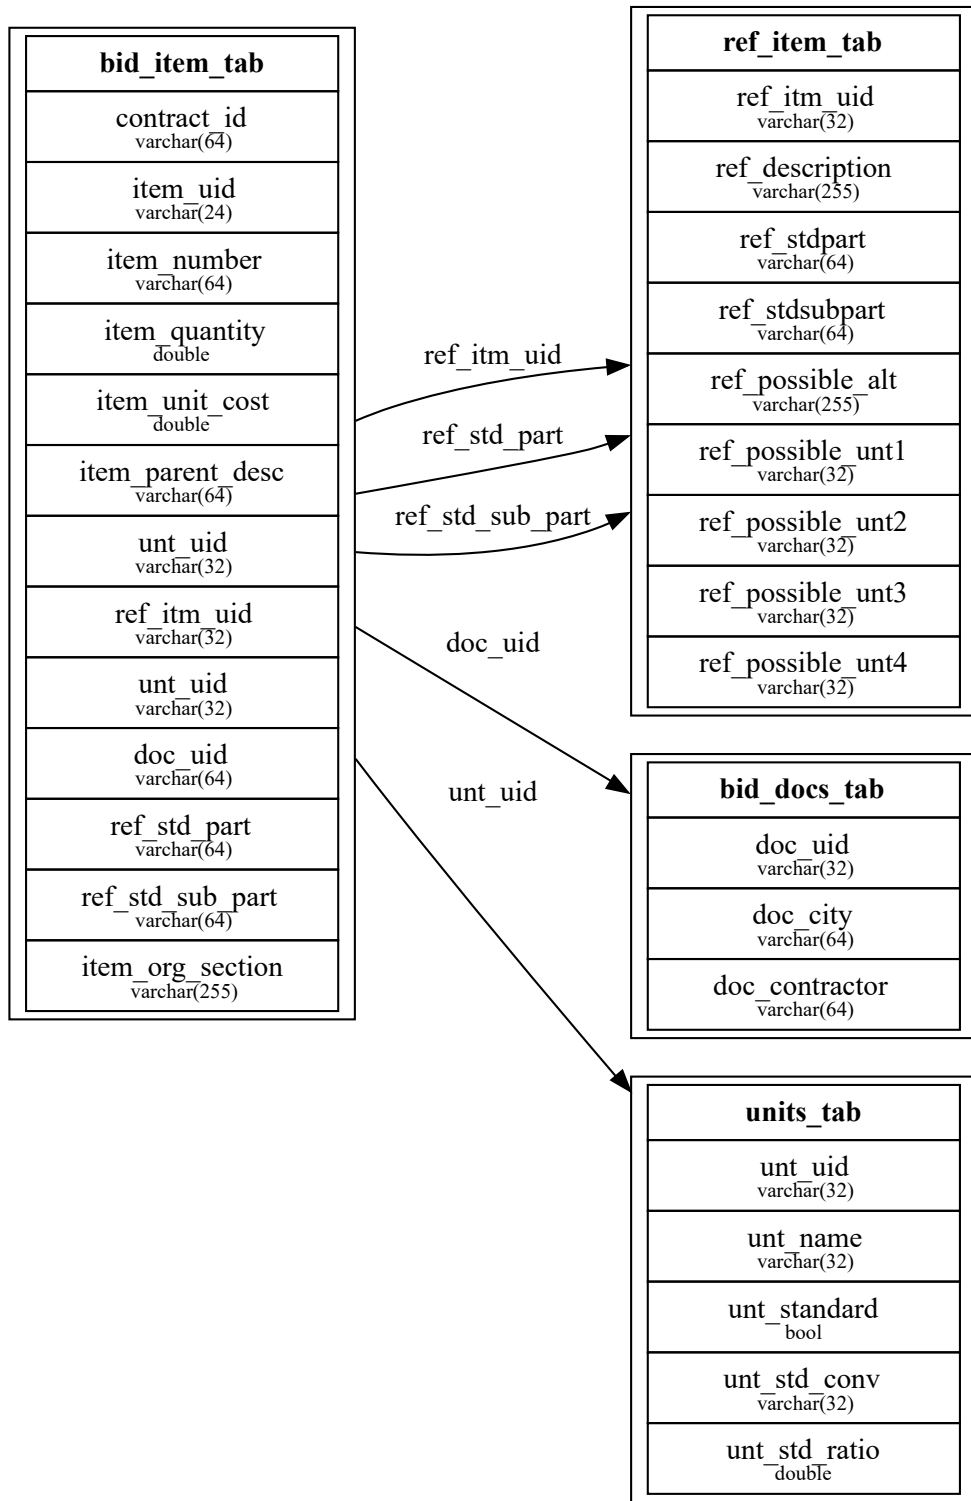 bid_item_tab
contract_id
varchar(64)
item_uid
varchar(24)
item_number
varchar(64)
item_quantity
double
item_unit_cost
double
item_parent_desc
varchar(64)
unt_uid
varchar(32)
ref_itm_uid
varchar(32)
unt_uid
varchar(32)
doc_uid
varchar(64)
ref_std_part
varchar(64)
ref_std_sub_part
varchar(64)
item_org_section
varchar(255)
ref_itm_uid
ref_std_part
ref_std_sub_part
doc_uid
unt_uid
ref_item_tab
ref_itm_uid
varchar(32)
ref_description
varchar(255)
ref_stdpart
varchar(64)
ref_stdsubpart
varchar(64)
ref_possible_alt
varchar(255)
ref_possible_unt1
varchar(32)
ref_possible_unt2
varchar(32)
ref_possible_unt3
varchar(32)
ref_possible_unt4
varchar(32)
bid_docs_tab
doc_uid
varchar(32)
doc_city
varchar(64)
doc_contractor
varchar(64)
units_tab
unt_uid
varchar(32)
unt_name
varchar(32)
unt_standard
bool
unt_std_conv
varchar(32)
unt_std_ratio
double